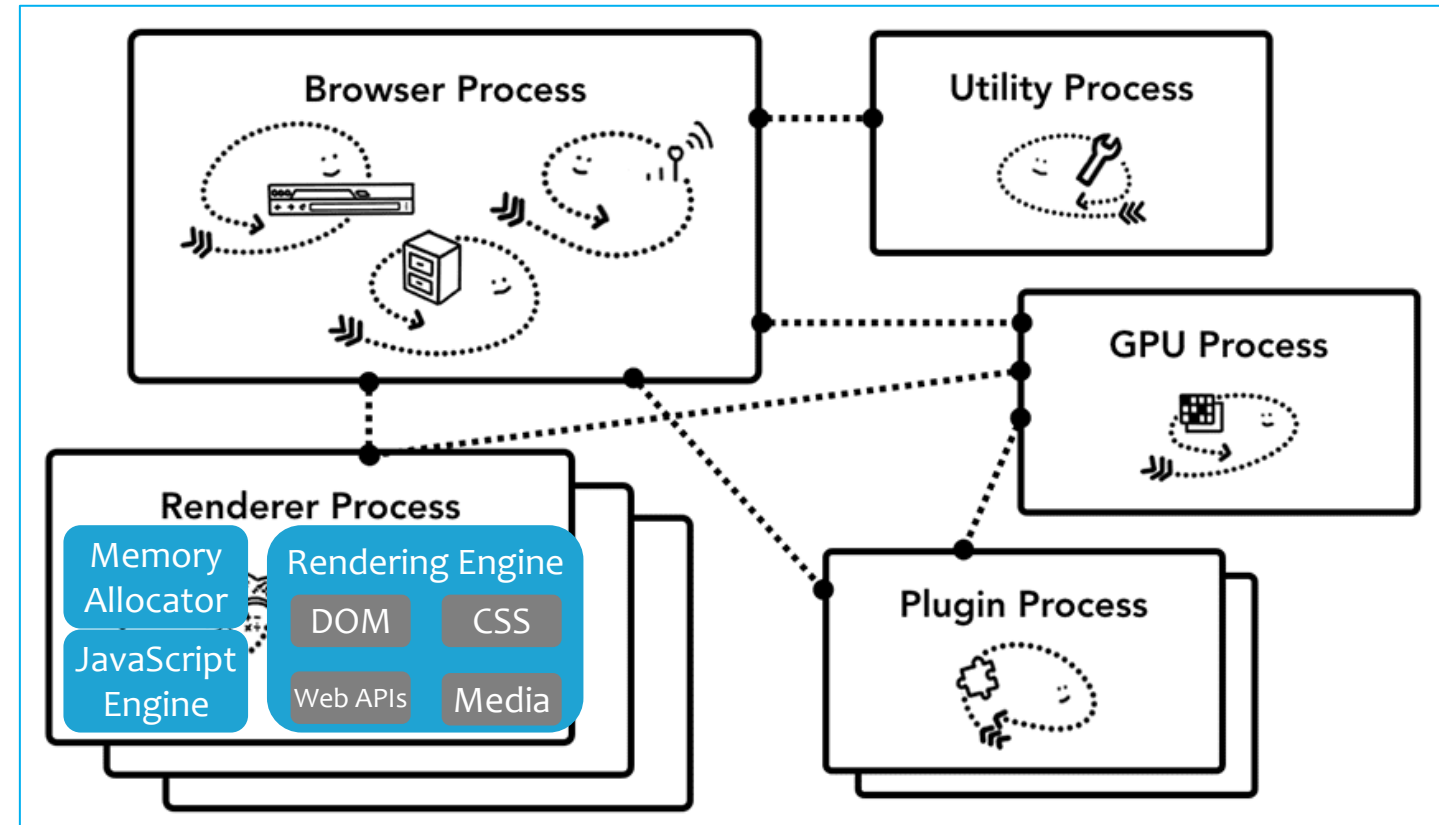 Browser Process
Utility Process
GPU Process
Renderer Process
Memory
Allocator
JavaScript
Engine
Rendering Engine
DOM
CSS
Web APIs
Media
Plugin Process